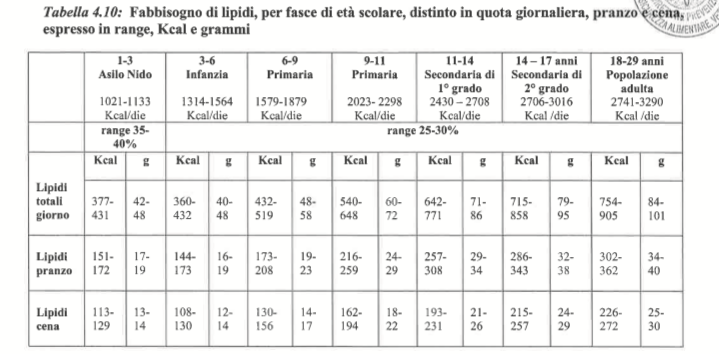 Tabella 4.10: Fabbisogno di lipidi, per fasce di età scolare, distinto in quota giornaliera, pranzo e cena,
espresso in range, Kcal e grammi
1-3 3-6 6-9 9-11 11-14 14 – 17 anni 18-29 anni
Asilo Nido Infanzia Primaria Primaria Secondaria di Secondaria di Popolazione
1° grado 2° grado adulta
1021-1133 1314-1564 1579-1879 2023- 2298 2430 – 2708 2706-3016 2741-3290
Kcal/die Kcal/die Kcal/die Kcal/die Kcal/die Kcal /die Kcal /die
range 35- range 25-30%
40%
Kcal g Kcal g Kcal g Kcal g Kcal g Kcal g Kcal g
Lipidi
totali 377- 42- 360- 40- 432- 48- 540- 60- 642- 71- 715- 79- 754- 84-
giorno 431 48 432 48 519 58 648 72 771 86 858 95 905 101
Lipidi 151- 17- 144- 16- 173- 19- 216- 24- 257- 29- 286- 32- 302- 34-
pranzo 172 19 173 19 208 23 259 29 308 34 343 38 362 40
Lipidi 113- 13- 108- 12- 130- 14- 162- 18- 193- 21- 215- 24- 226- 25-
cena 129 14 130 14 156 17 194 22 231 26 257 29 272 30